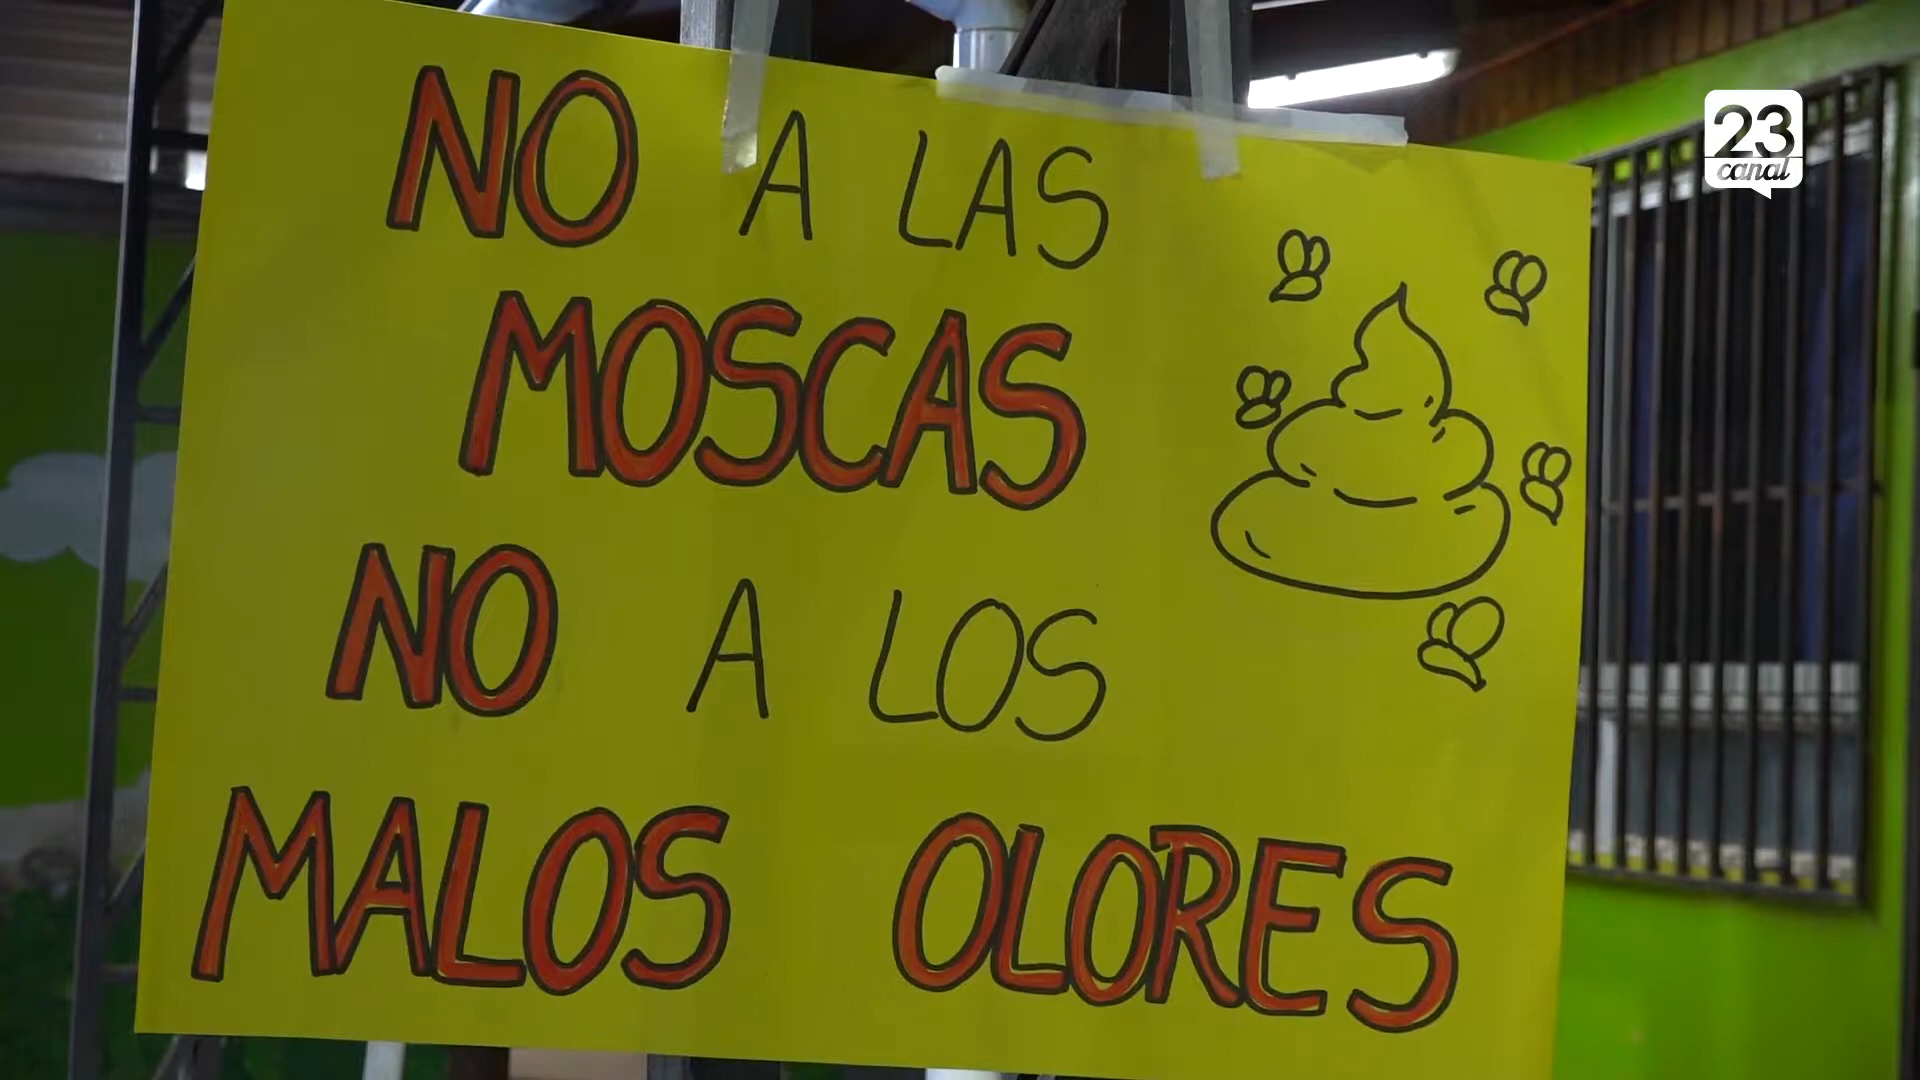 NO A LAS
MOSCAS
NO A LOS
MALOS OLORES
23
canal